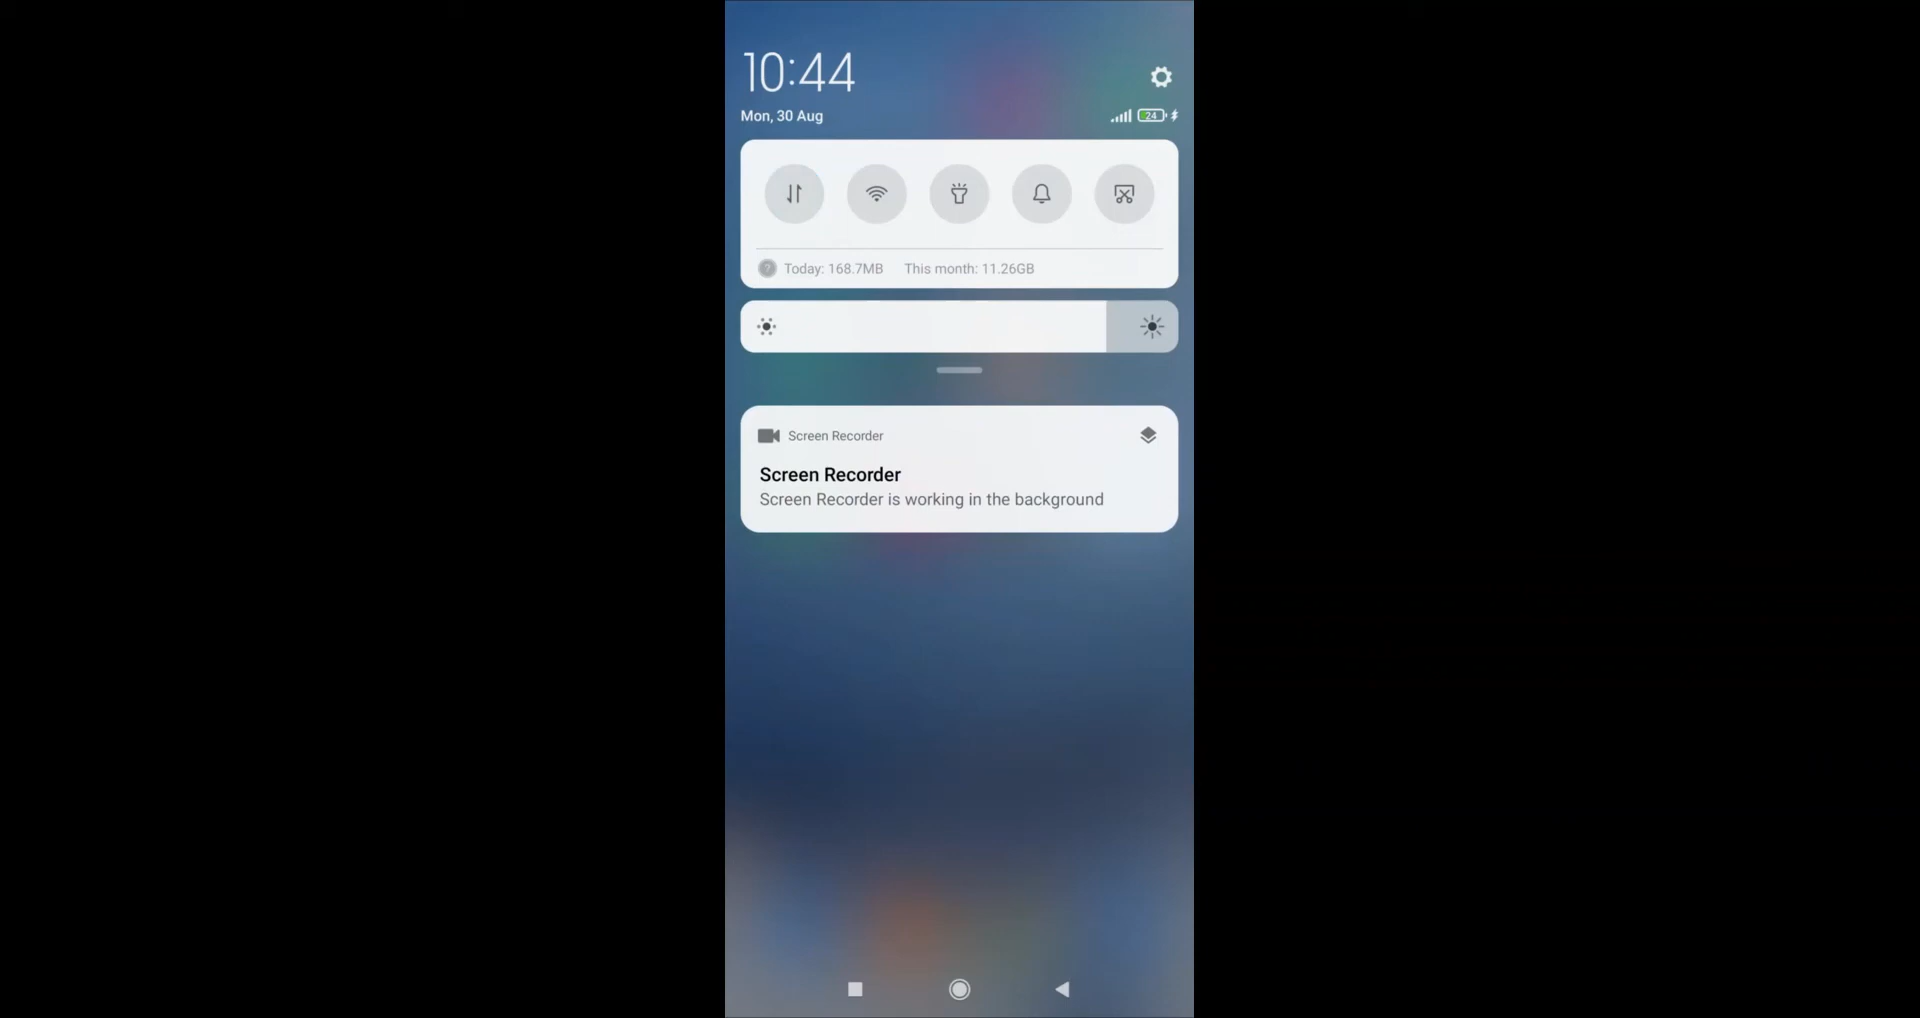 10:44
Mon, 30 Aug
24
Today: 168.7MB This month: 11.26GB
Screen Recorder
Screen Recorder
Screen Recorder is working in the background